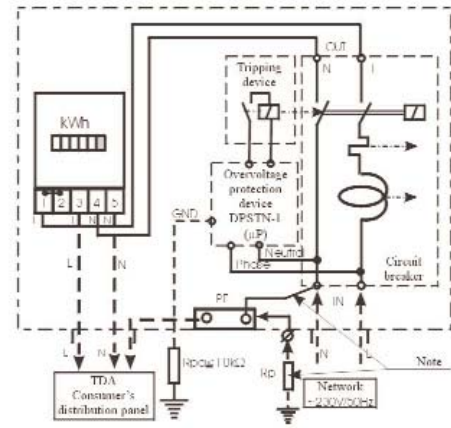 OUT
N
Tripping
device
kWh
1 2 3 4 5
N N
Overvoltage
protection
device
DPSTN-1
(μP)
GND
Neutral
Phase
Circuit
breaker
L
N
IN
L
N
N
L
Note
Rp
TDA
Consumer's
distribution panel
Network
~230V/50Hz